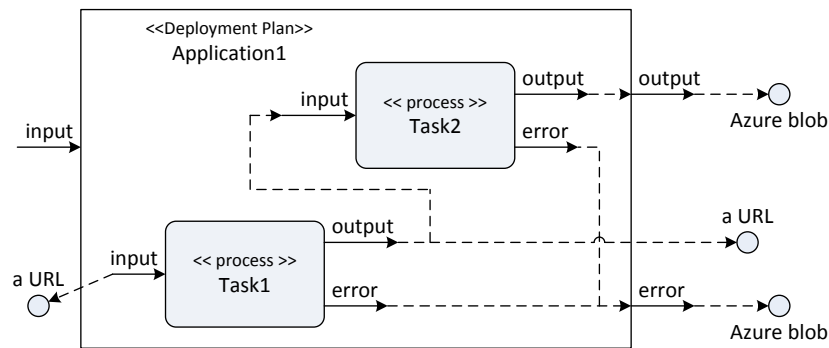 <<Deployment Plan>>
Application1
input
<< process >>
Task2
input
output
error
output
Azure blob
<< process >>
Task1
input
a URL
output
error
a URL
error
Azure blob